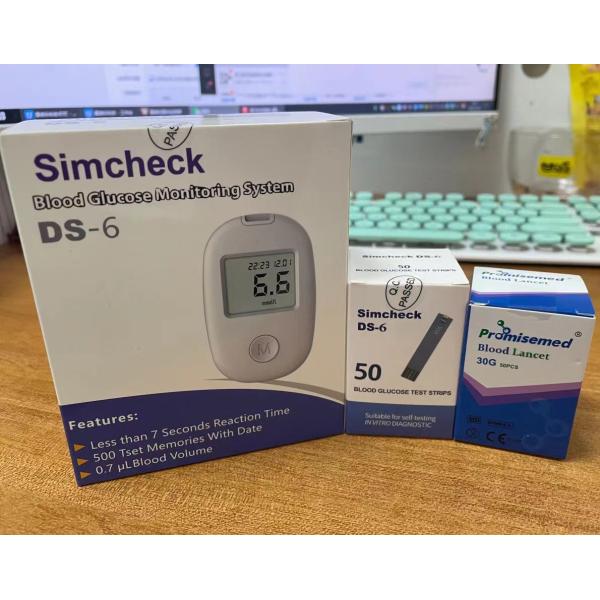 PASSED
Simcheck
Blood Glucose Monitoring System
DS-6
22:23 12.01
6.6
mmol/L
M
Features:
Less than 7 Seconds Reaction Time
500 Tset Memories With Date
0.7 µL Blood Volume
Simcheck DS-6
50
BLOOD GLUCOSE TEST STRIPS
Q.C
PASSED
Simcheck
DS-6
50
BLOOD GLUCOSE TEST STRIPS
Suitable for self-testing
IN VITRO DIAGNOSTIC
Promisemed
Blood Lancet
Promisemed®
Blood Lancet
30G 50PCS
CE